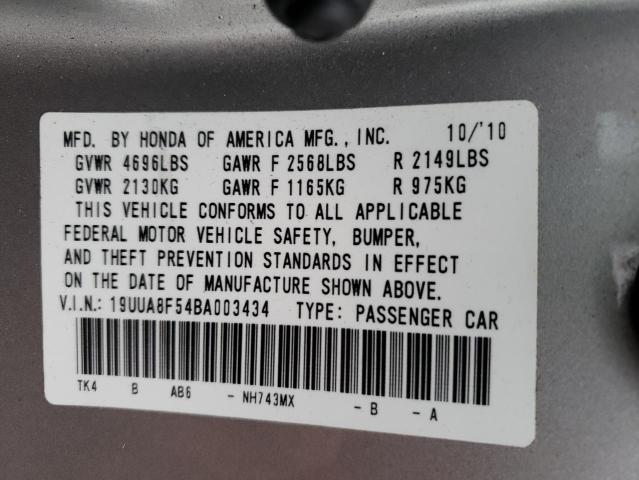 MFD. BY HONDA OF AMERICA MFG., INC. 10/'10
GVWR 4696LBS GAWR F 2568LBS R 2149LBS
GVWR 2130KG GAWR F 1165KG R 975KG
THIS VEHICLE CONFORMS TO ALL APPLICABLE
FEDERAL MOTOR VEHICLE SAFETY, BUMPER,
AND THEFT PREVENTION STANDARDS IN EFFECT
ON THE DATE OF MANUFACTURE SHOWN ABOVE.
V.I.N.: 19UUA8F54BA003434 TYPE: PASSENGER CAR
TK4 B AB6 - NH743MX - B - A